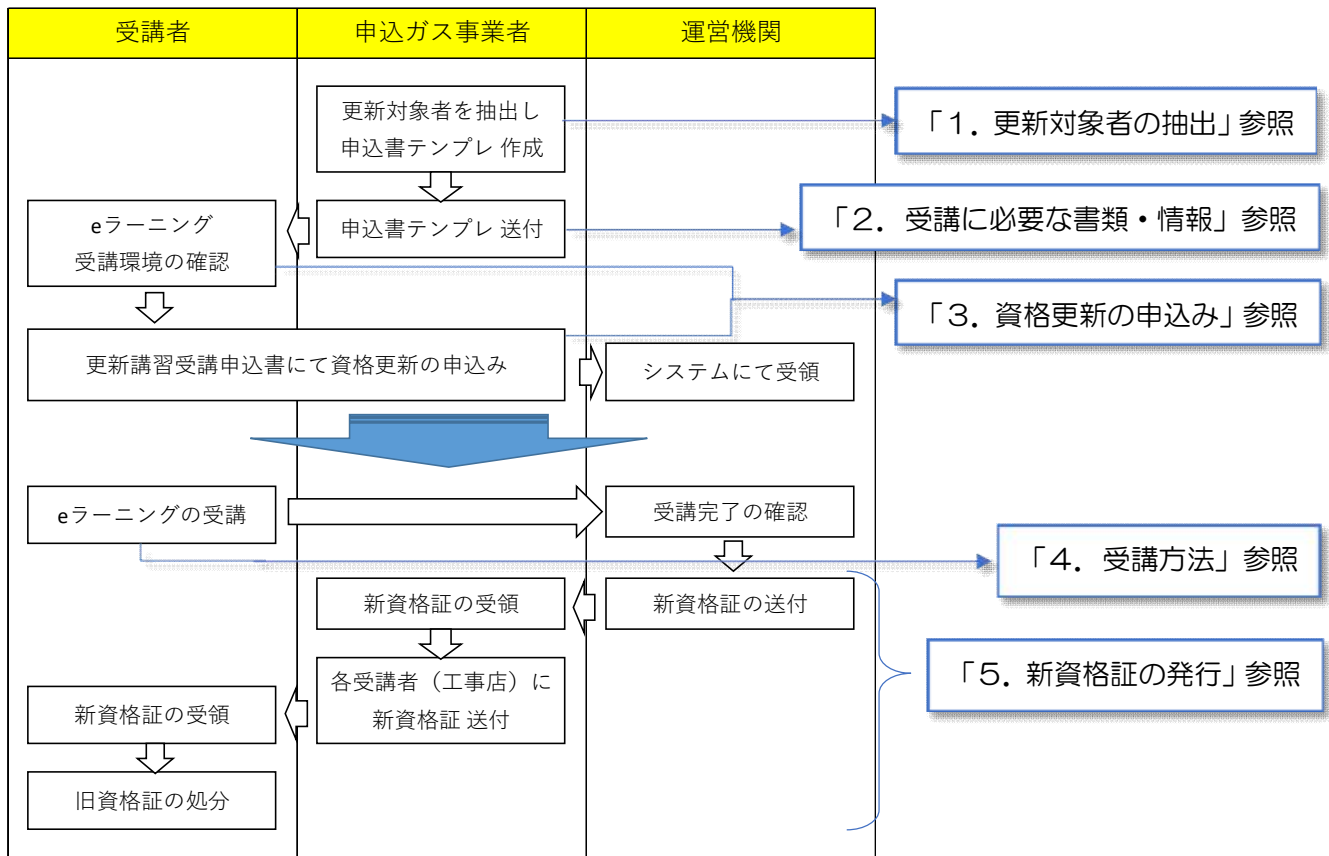 受講者
申込ガス事業者
運営機関
更新対象者を抽出し
申込書テンプレ 作成
「1．更新対象者の抽出」参照
eラーニング
受講環境の確認
申込書テンプレ 送付
「2．受講に必要な書類・情報」参照
「3．資格更新の申込み」参照
更新講習受講申込書にて資格更新の申込み
システムにて受領
eラーニングの受講
受講完了の確認
「4．受講方法」参照
新資格証の受領
新資格証の送付
各受講者（工事店）に
新資格証 送付
「5．新資格証の発行」参照
新資格証の受領
旧資格証の処分